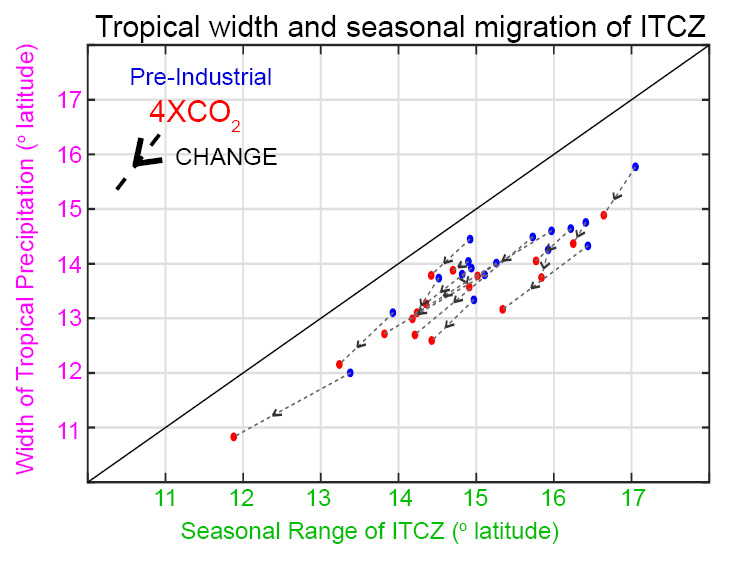 Tropical width and seasonal migration of ITCZ
Pre-Industrial
4XCO₂
CHANGE
Width of Tropical Precipitation (º latitude)
17
16
15
14
13
12
11
11 12 13 14 15 16 17
Seasonal Range of ITCZ (º latitude)